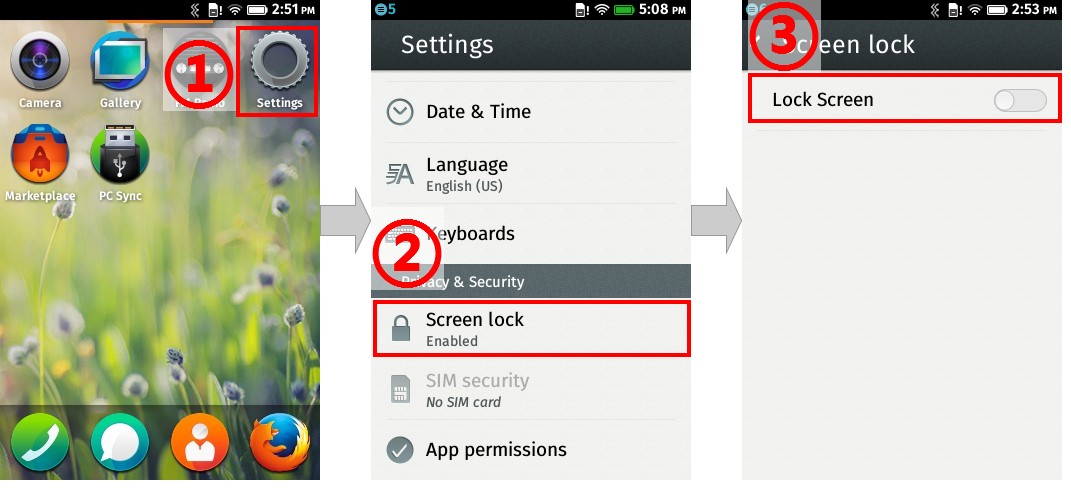 2:51 PM
1
Camera
Gallery
Settings
Marketplace
PC Sync
5
5:08 PM
Settings
Date & Time
Language
English (US)
Keyboards
2
Privacy & Security
Screen lock
Enabled
SIM security
No SIM card
App permissions
2:53 PM
3
Screen lock
Lock Screen